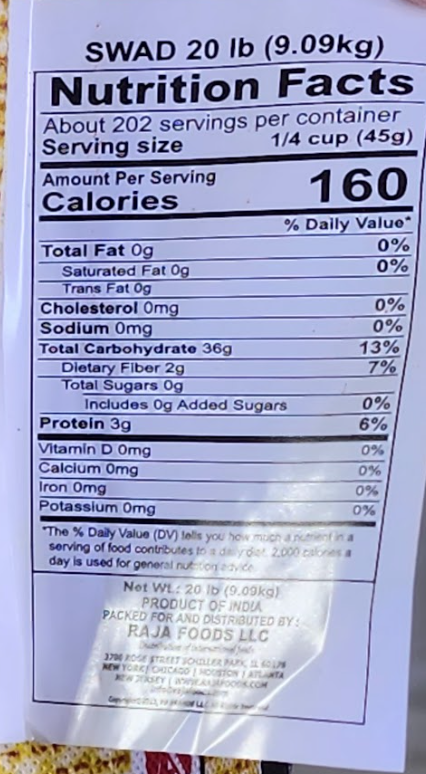 SWAD 20 lb (9.09kg)
Nutrition Facts
About 202 servings per container
Serving size 1/4 cup (45g)
Amount Per Serving
Calories 160
% Daily Value*
Total Fat 0g 0%
Saturated Fat 0g 0%
Trans Fat 0g
Cholesterol 0mg 0%
Sodium 0mg 0%
Total Carbohydrate 36g 13%
Dietary Fiber 2g 7%
Total Sugars 0g
Includes 0g Added Sugars 0%
Protein 3g 6%
Vitamin D 0mg 0%
Calcium 0mg 0%
Iron 0mg 0%
Potassium 0mg 0%
*The % Daily Value (DV) tells you how much a nutrient in a
serving of food contributes to a daily diet. 2,000 calories a
day is used for general nutrition advice.
Net Wt.: 20 lb (9.09kg)
PRODUCT OF INDIA
PACKED FOR AND DISTRIBUTED BY:
RAJA FOODS LLC
STREET SCHILLER PARK, IL
NEW YORK | CHICAGO | HOUSTON | ATLANTA
NEW JERSEY |